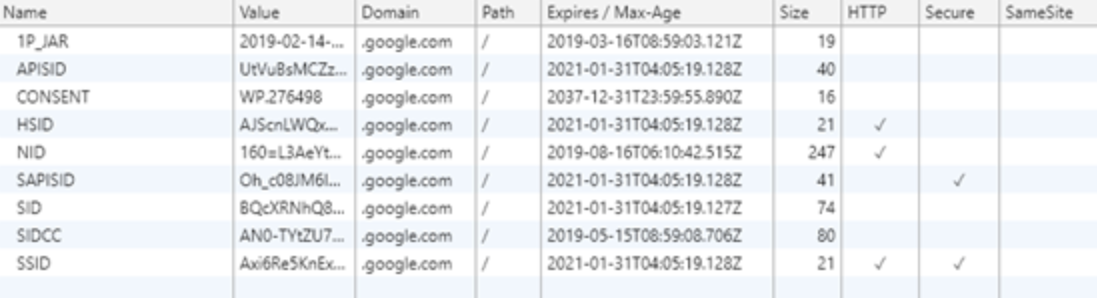 Name Value Domain Path Expires / Max-Age Size HTTP Secure SameSite
1P_JAR 2019-02-14-... .google.com / 2019-03-16T08:59:03.121Z 19
APISID UtVuBsMCZz... .google.com / 2021-01-31T04:05:19.128Z 40
CONSENT WP.276498 .google.com / 2037-12-31T23:59:55.890Z 16
HSID AJScnLWQx... .google.com / 2021-01-31T04:05:19.128Z 21 ✓
NID 160=L3AeYt... .google.com / 2019-08-16T06:10:42.515Z 247 ✓
SAPISID Oh_c08JM6l... .google.com / 2021-01-31T04:05:19.128Z 41 ✓
SID BQcXRNhQ8... .google.com / 2021-01-31T04:05:19.127Z 74
SIDCC AN0-TYtZU7... .google.com / 2019-05-15T08:59:08.706Z 80
SSID Axi6Re5KnEx... .google.com / 2021-01-31T04:05:19.128Z 21 ✓ ✓